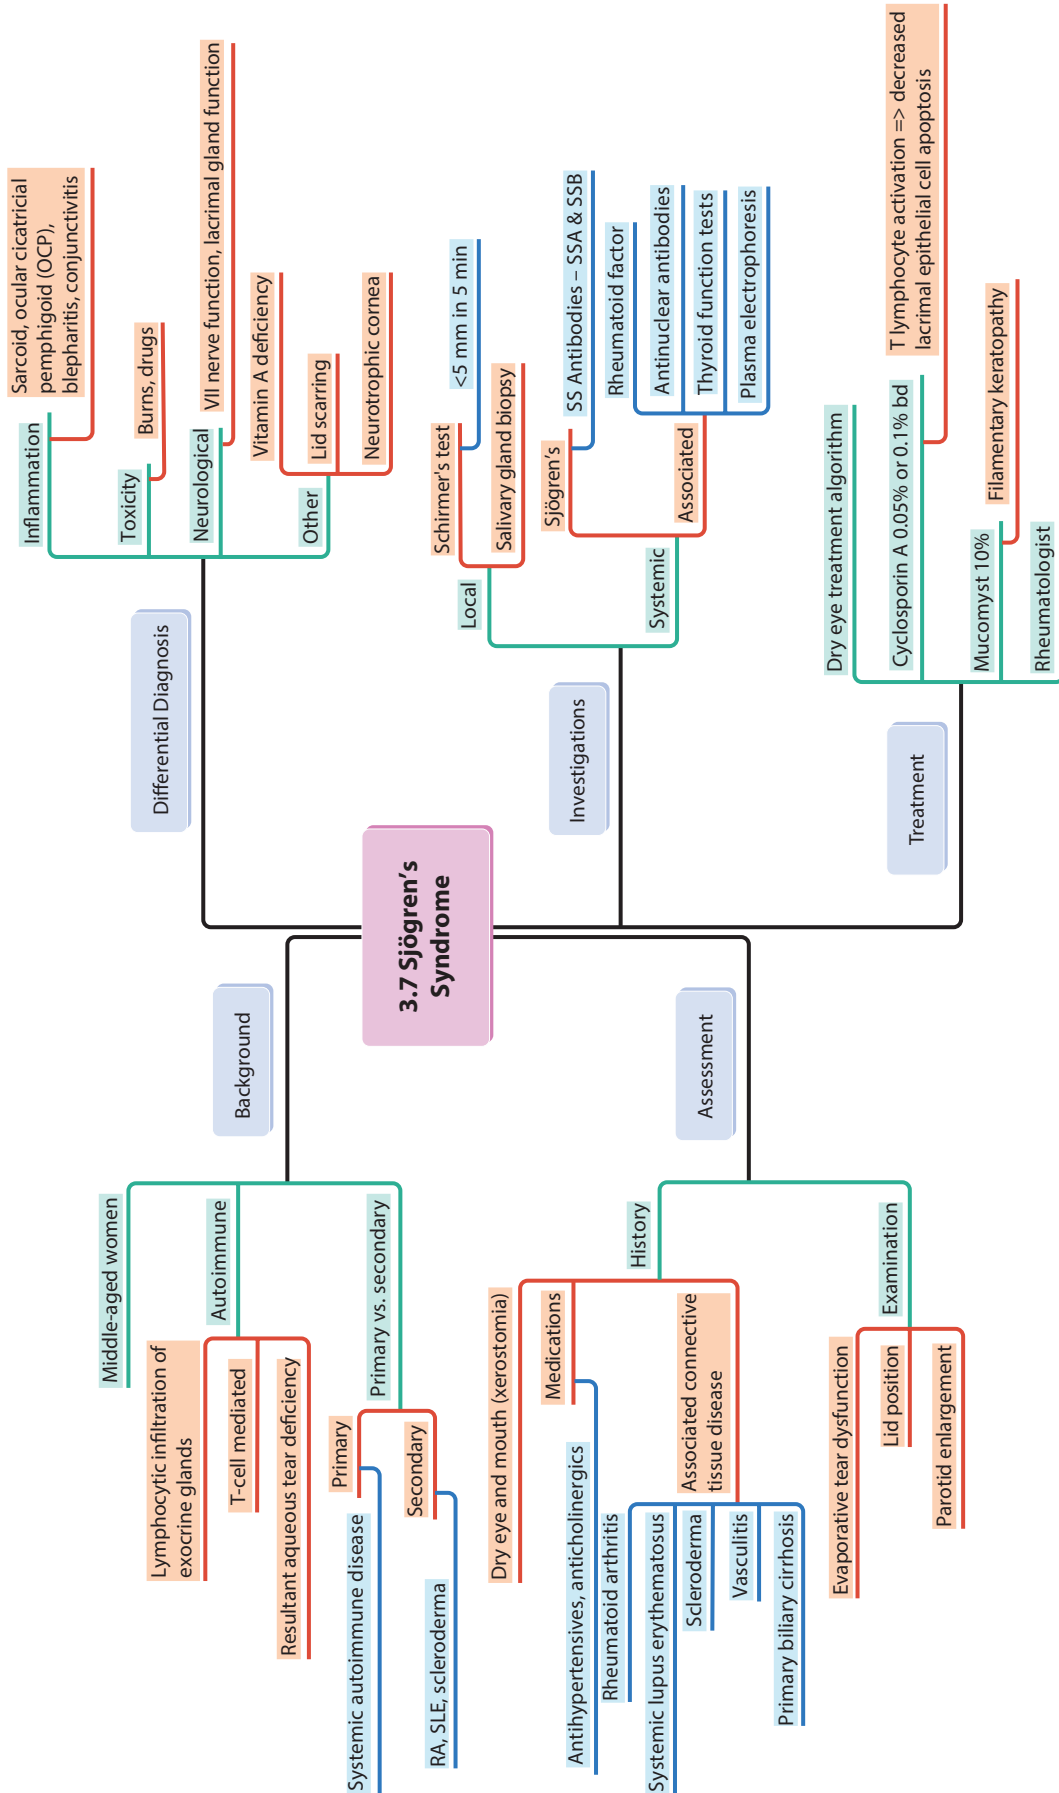 3.7 Sjögren's
Syndrome
Background
Middle-aged women
Autoimmune
Lymphocytic infiltration of
exocrine glands
T-cell mediated
Resultant aqueous tear deficiency
Primary vs. secondary
Primary
Systemic autoimmune disease
Secondary
RA, SLE, scleroderma
Assessment
History
Dry eye and mouth (xerostomia)
Medications
Antihypertensives, anticholinergics
Associated connective
tissue disease
Rheumatoid arthritis
Systemic lupus erythematosus
Scleroderma
Vasculitis
Primary biliary cirrhosis
Examination
Evaporative tear dysfunction
Lid position
Parotid enlargement
Differential Diagnosis
Inflammation
Sarcoid, ocular cicatricial
pemphigoid (OCP),
blepharitis, conjunctivitis
Toxicity
Burns, drugs
Neurological
VII nerve function, lacrimal gland function
Other
Vitamin A deficiency
Lid scarring
Neurotrophic cornea
Investigations
Local
Schirmer's test
<5 mm in 5 min
Salivary gland biopsy
Systemic
Sjögren's
SS Antibodies – SSA & SSB
Associated
Rheumatoid factor
Antinuclear antibodies
Thyroid function tests
Plasma electrophoresis
Treatment
Dry eye treatment algorithm
Cyclosporin A 0.05% or 0.1% bd
T lymphocyte activation => decreased
lacrimal epithelial cell apoptosis
Mucomyst 10%
Filamentary keratopathy
Rheumatologist